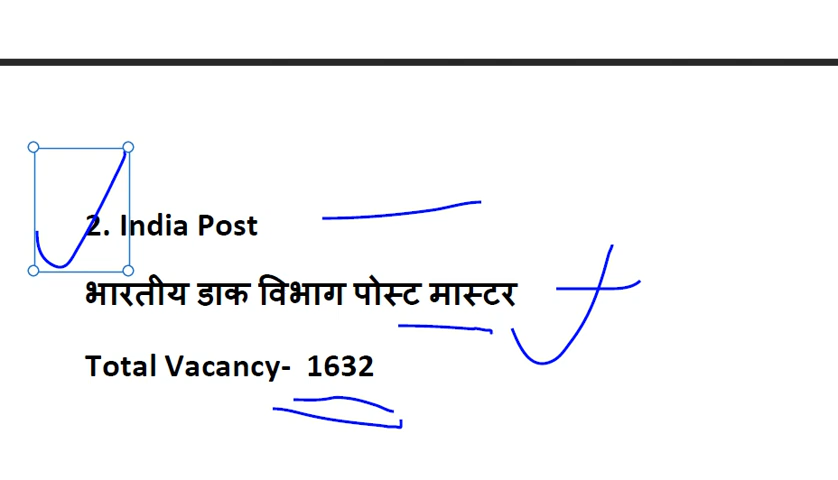 2. India Post
भारतीय डाक विभाग पोस्ट मास्टर
Total Vacancy- 1632